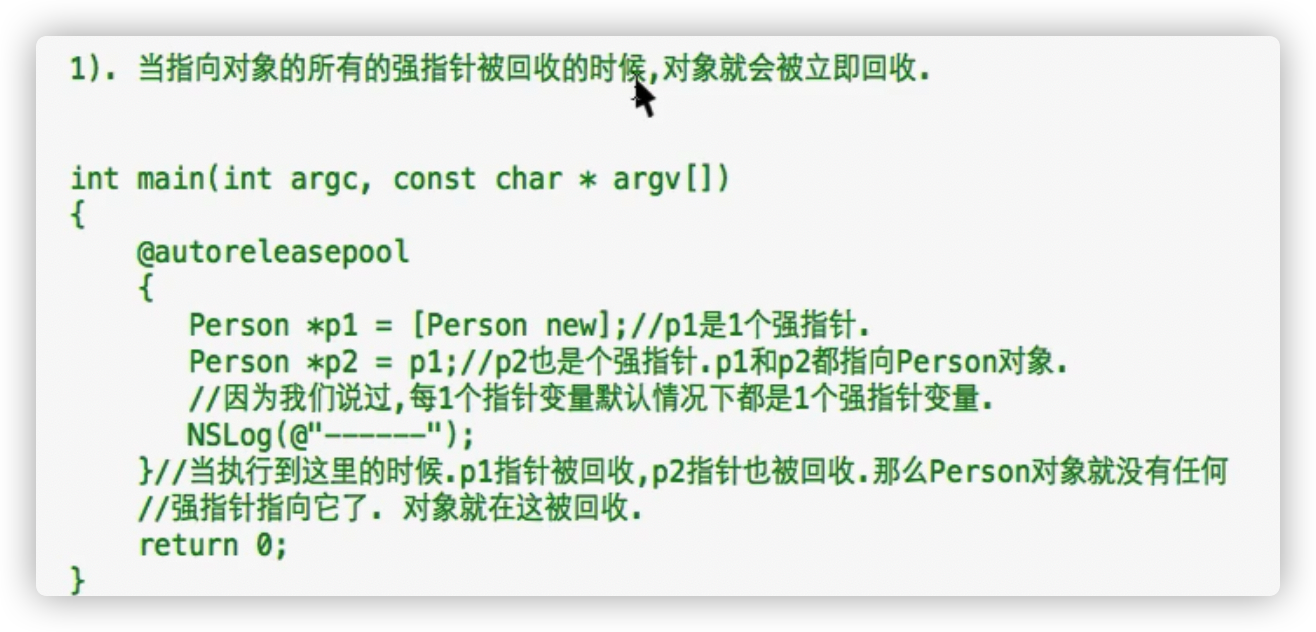 1). 当指向对象的所有的强指针被回收的时候,对象就会被立即回收.
int main(int argc, const char * argv[])
{
@autoreleasepool
{
Person *p1 = [Person new];//p1是1个强指针.
Person *p2 = p1;//p2也是个强指针.p1和p2都指向Person对象.
//因为我们说过,每1个指针变量默认情况下都是1个强指针变量.
NSLog(@"------");
}//当执行到这里的时候.p1指针被回收,p2指针也被回收.那么Person对象就没有任何
//强指针指向它了. 对象就在这被回收.
return 0;
}